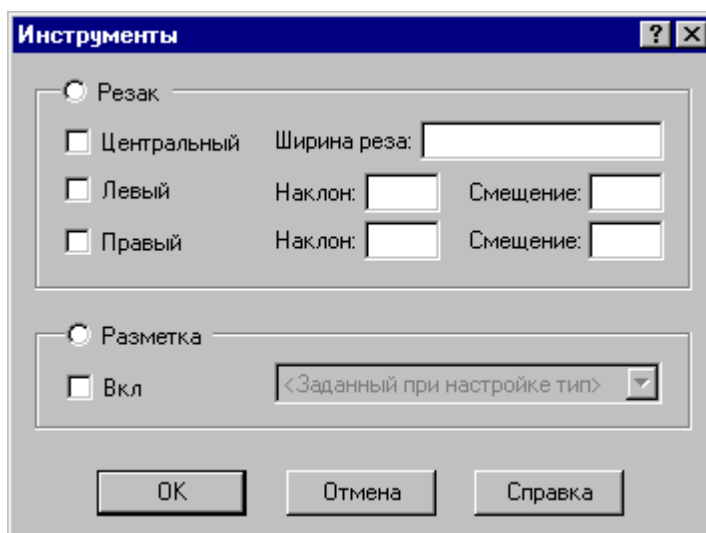 Инструменты
Резак
Центральный Ширина реза:
Левый Наклон: Смещение:
Правый Наклон: Смещение:
Разметка
Вкл <Заданный при настройке тип>
OK Отмена Справка